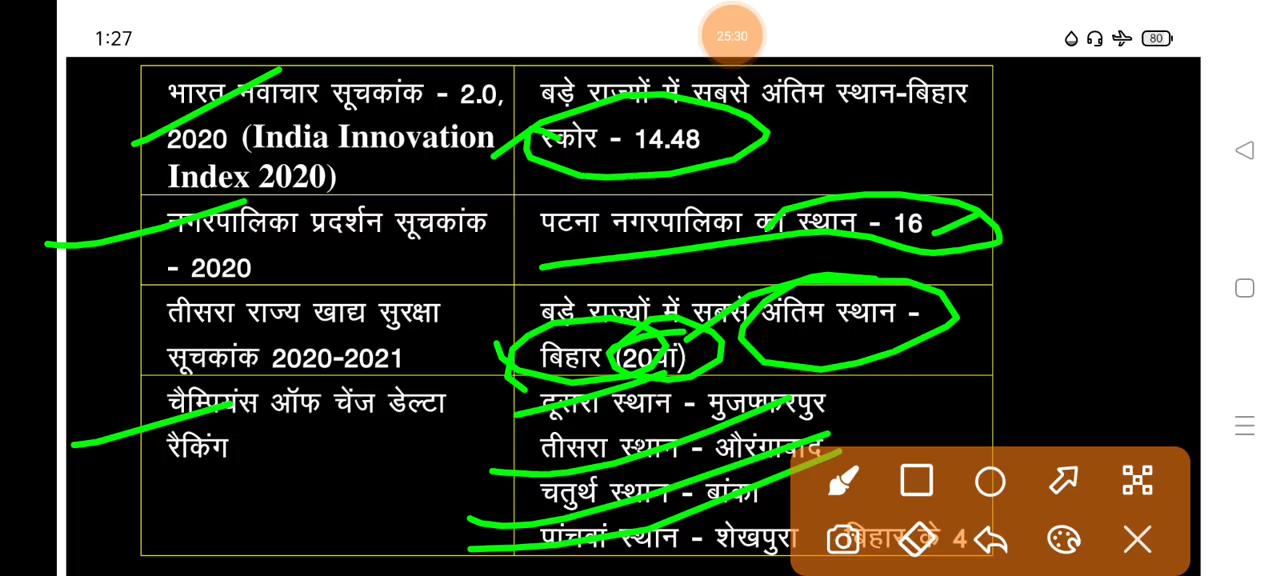 1:27
25:30
80
भारत नवाचार सूचकांक - 2.0,
2020 (India Innovation
Index 2020)
बड़े राज्यों में सबसे अंतिम स्थान-बिहार
स्कोर - 14.48
नगरपालिका प्रदर्शन सूचकांक
- 2020
पटना नगरपालिका का स्थान - 16
तीसरा राज्य खाद्य सुरक्षा
सूचकांक 2020-2021
बड़े राज्यों में सबसे अंतिम स्थान -
बिहार (20वां)
चैम्पियंस ऑफ चेंज डेल्टा
रैकिंग
दूसरा स्थान - मुजफ्फरपुर
तीसरा स्थान - औरंगाबाद
चतुर्थ स्थान - बांका
पांचवां स्थान - शेखपुरा बिहार के 4